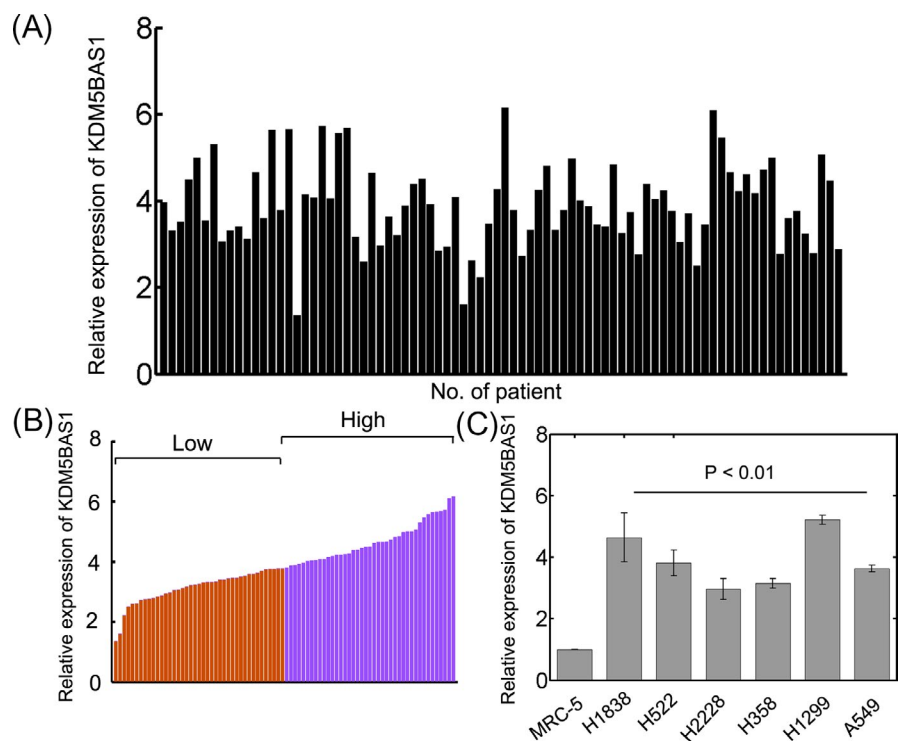 (A)
Relative expression of KDM5BAS1
8
6
4
2
0
No. of patient
(B)
Relative expression of KDM5BAS1
8
6
4
2
0
Low
High
(C)
Relative expression of KDM5BAS1
8
6
4
2
0
P < 0.01
MRC-5
H1838
H522
H2228
H358
H1299
A549